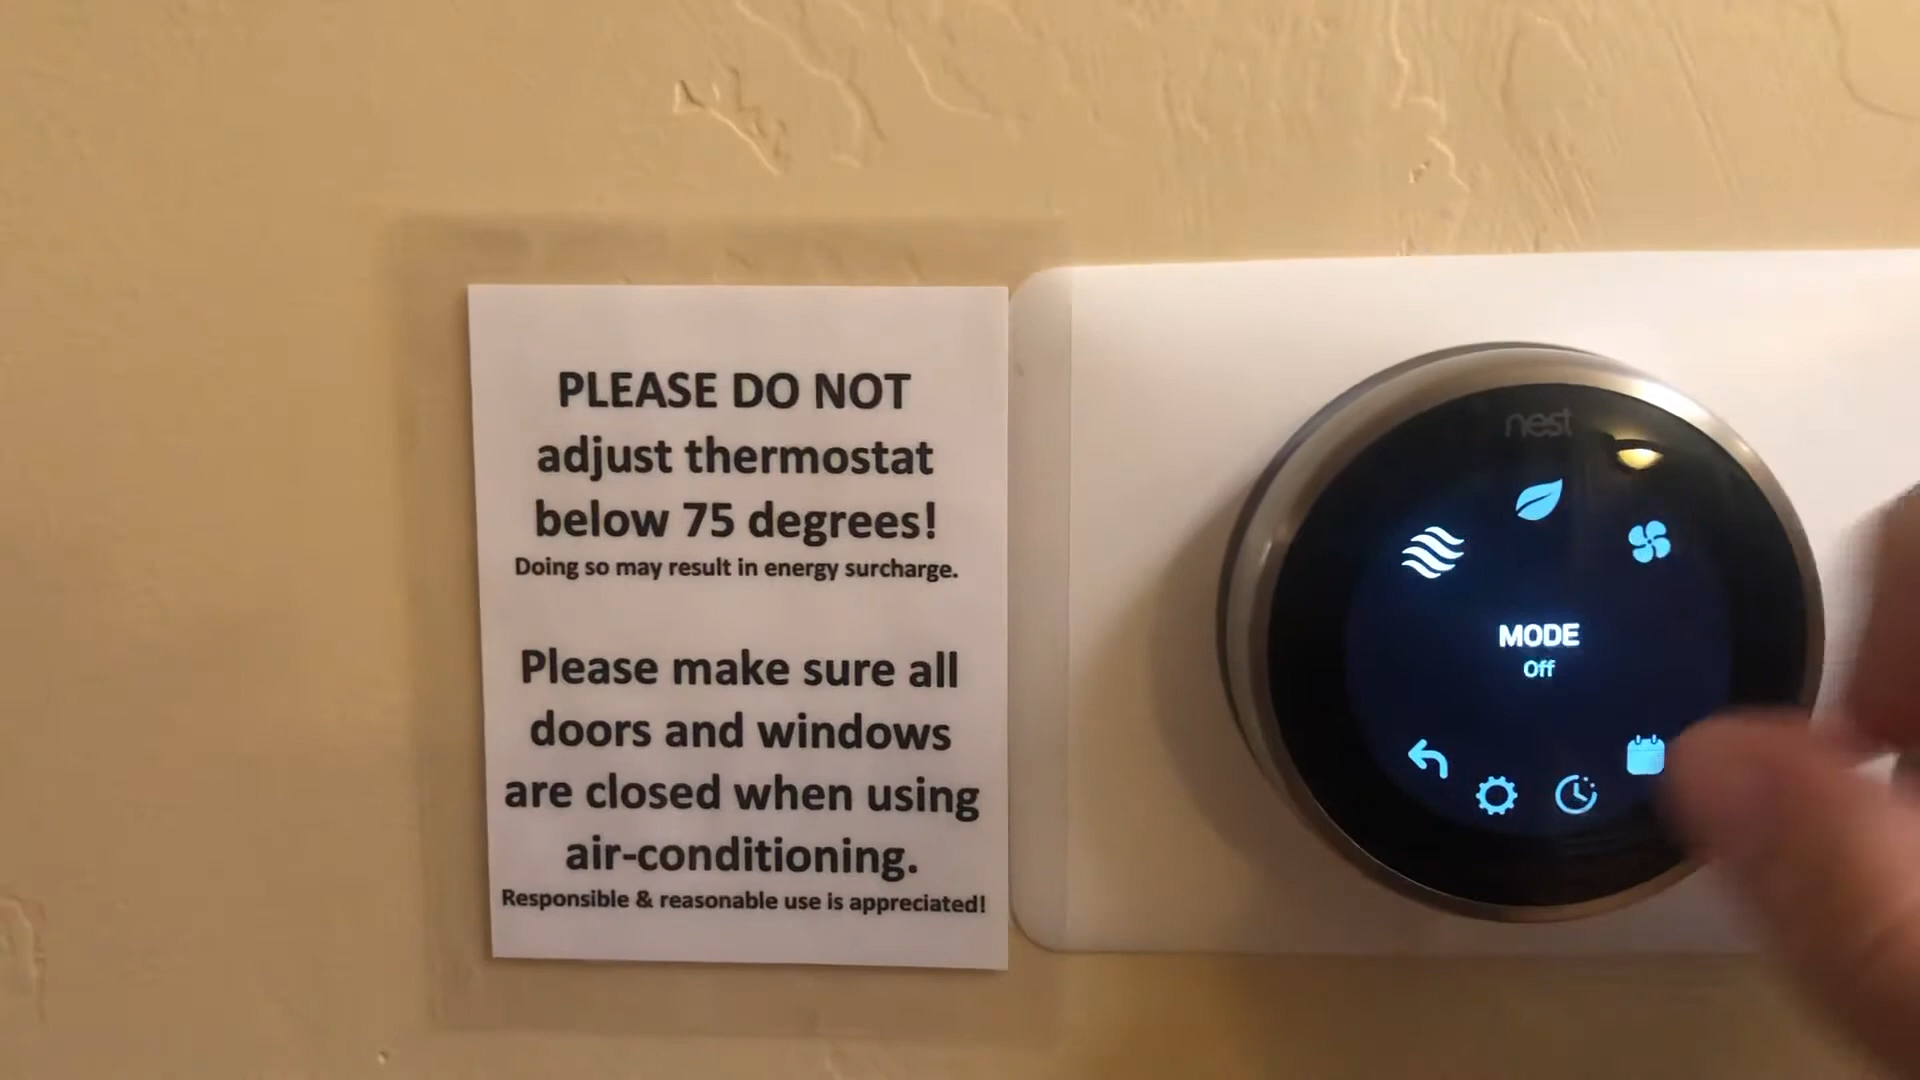 PLEASE DO NOT
adjust thermostat
below 75 degrees!
Doing so may result in energy surcharge.
Please make sure all
doors and windows
are closed when using
air-conditioning.
Responsible & reasonable use is appreciated!
nest
MODE
Off